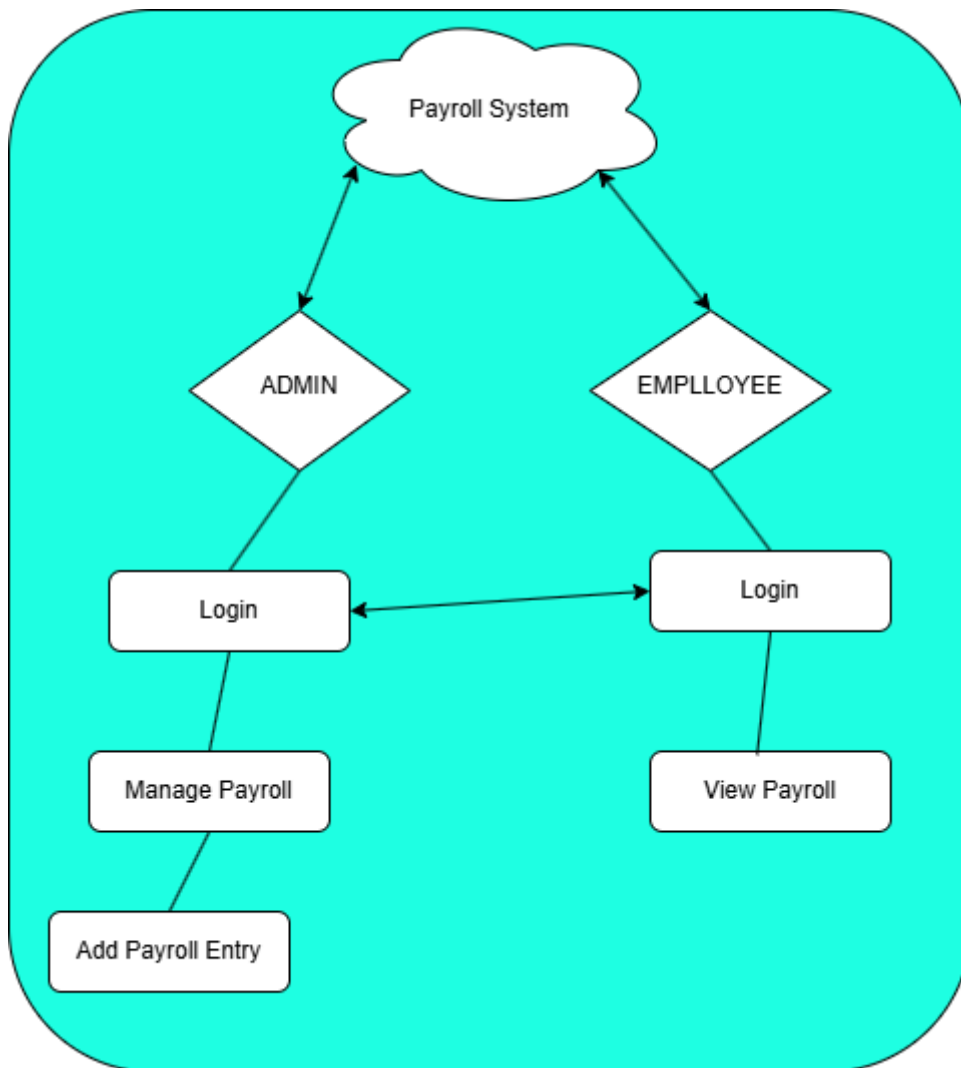 Payroll System
ADMIN
EMPLLOYEE
Login
Login
Manage Payroll
View Payroll
Add Payroll Entry